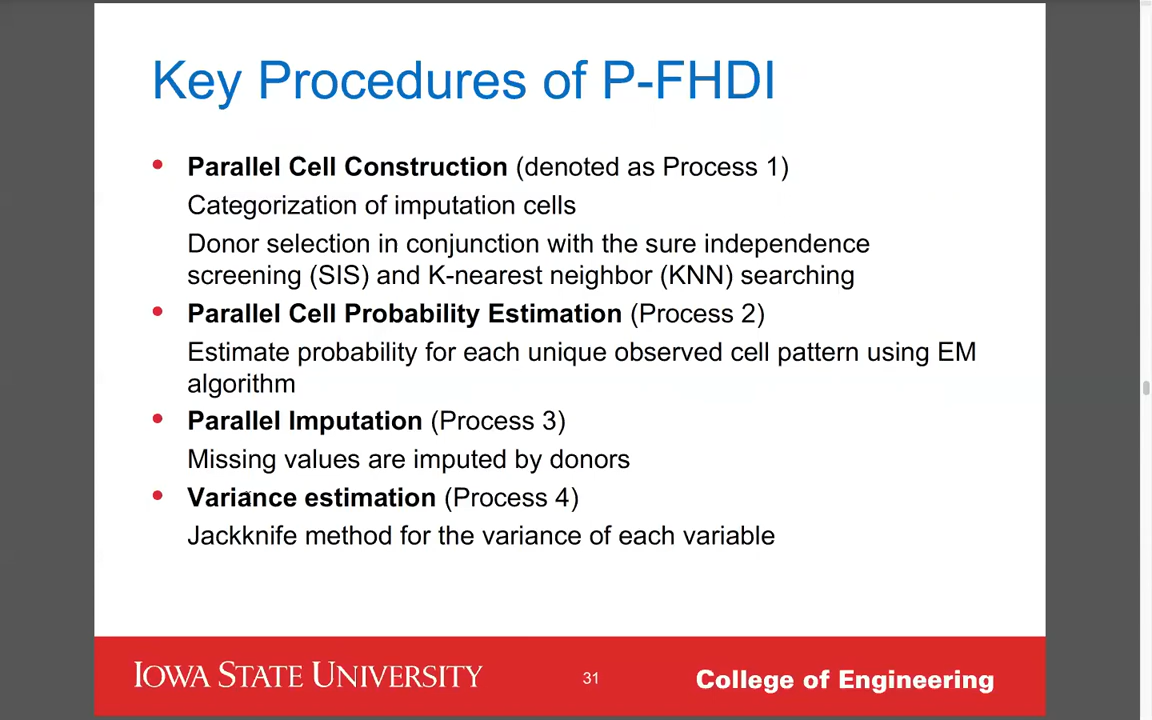 Key Procedures of P-FHDI
• Parallel Cell Construction (denoted as Process 1)
Categorization of imputation cells
Donor selection in conjunction with the sure independence
screening (SIS) and K-nearest neighbor (KNN) searching
• Parallel Cell Probability Estimation (Process 2)
Estimate probability for each unique observed cell pattern using EM
algorithm
• Parallel Imputation (Process 3)
Missing values are imputed by donors
• Variance estimation (Process 4)
Jackknife method for the variance of each variable
IOWA STATE UNIVERSITY
31
College of Engineering